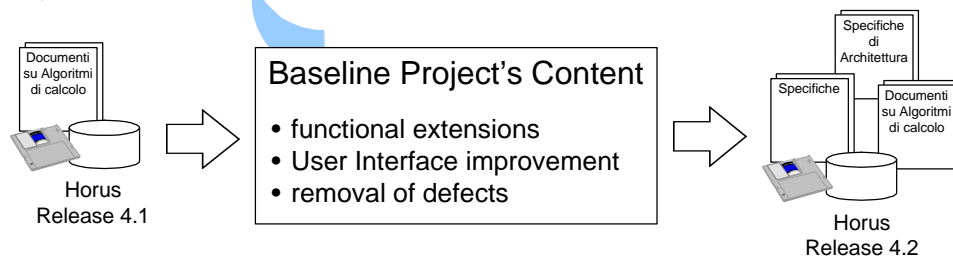 Documenti
su Algoritmi
di calcolo
Horus
Release 4.1
Baseline Project's Content
• functional extensions
• User Interface improvement
• removal of defects
Specifiche
di
Architettura
Specifiche
Documenti
su Algoritmi
di calcolo
Horus
Release 4.2